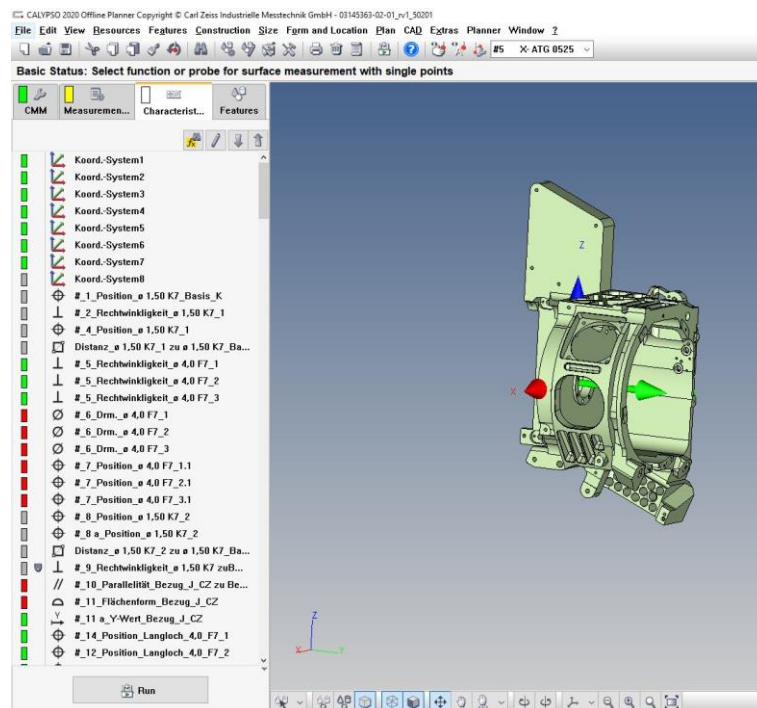 CALYPSO 2020 Offline Planner Copyright © Carl Zeiss Industrielle Messtechnik GmbH - 03145363-02-01_rv1_50201
File Edit View Resources Features Construction Size Form and Location Plan CAD Extras Planner Window ?
#5 X- ATG 0525
Basic Status: Select function or probe for surface measurement with single points
CMM Measuremen... Characterist... Features
Koord.-System1
Koord.-System2
Koord.-System3
Koord.-System4
Koord.-System5
Koord.-System6
Koord.-System7
Koord.-System8
#_1_Position_ø 1,50 K7_Basis_K
#_2_Rechtwinkligkeit_ø 1,50 K7_1
#_4_Position_ø 1,50 K7_1
Distanz_ø 1,50 K7_1 zu ø 1,50 K7_Ba...
#_5_Rechtwinkligkeit_ø 4,0 F7_1
#_5_Rechtwinkligkeit_ø 4,0 F7_2
#_5_Rechtwinkligkeit_ø 4,0 F7_3
#_6_Drm._ø 4,0 F7_1
#_6_Drm._ø 4,0 F7_2
#_6_Drm._ø 4,0 F7_3
#_7_Position_ø 4,0 F7_1.1
#_7_Position_ø 4,0 F7_2.1
#_7_Position_ø 4,0 F7_3.1
#_8_Position_ø 1,50 K7_2
#_8 a_Position_ø 1,50 K7_2
Distanz_ø 1,50 K7_2 zu ø 1,50 K7_Ba...
#_9_Rechtwinkligkeit_ø 1,50 K7 zuB...
#_10_Parallelität_Bezug_J_CZ zu Be...
#_11_Flächenform_Bezug_J_CZ
#_11 a_Y-Wert_Bezug_J_CZ
#_14_Position_Langloch_4,0_F7_1
#_12_Position_Langloch_4,0_F7_2
Run
Z
X
Z
X
Y